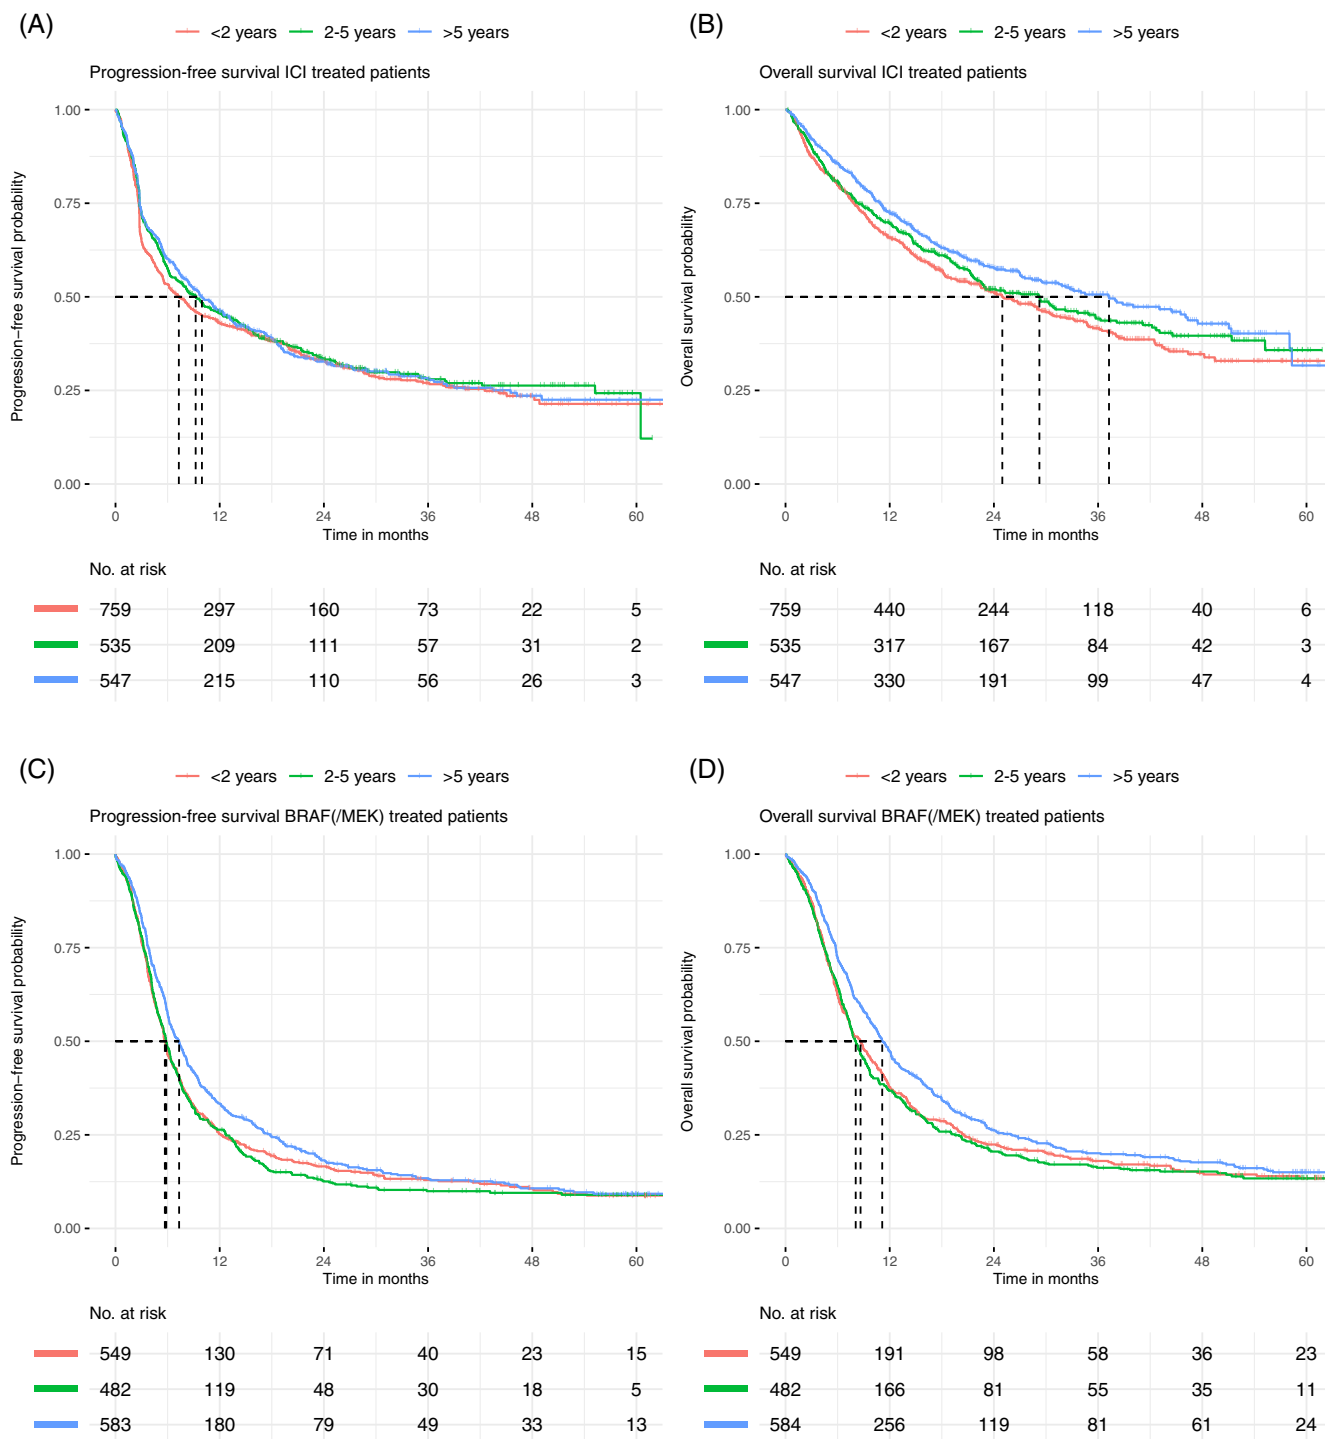 (A)
<2 years 2-5 years >5 years
Progression-free survival ICI treated patients
Progression–free survival probability
1.00
0.75
0.50
0.25
0.00
0 12 24 36 48 60
Time in months
No. at risk
759 297 160 73 22 5
535 209 111 57 31 2
547 215 110 56 26 3
(B)
<2 years 2-5 years >5 years
Overall survival ICI treated patients
Overall survival probability
1.00
0.75
0.50
0.25
0.00
0 12 24 36 48 60
Time in months
No. at risk
759 440 244 118 40 6
535 317 167 84 42 3
547 330 191 99 47 4
(C)
<2 years 2-5 years >5 years
Progression-free survival BRAF(/MEK) treated patients
Progression–free survival probability
1.00
0.75
0.50
0.25
0.00
0 12 24 36 48 60
Time in months
No. at risk
549 130 71 40 23 15
482 119 48 30 18 5
583 180 79 49 33 13
(D)
<2 years 2-5 years >5 years
Overall survival BRAF(/MEK) treated patients
Overall survival probability
1.00
0.75
0.50
0.25
0.00
0 12 24 36 48 60
Time in months
No. at risk
549 191 98 58 36 23
482 166 81 55 35 11
584 256 119 81 61 24